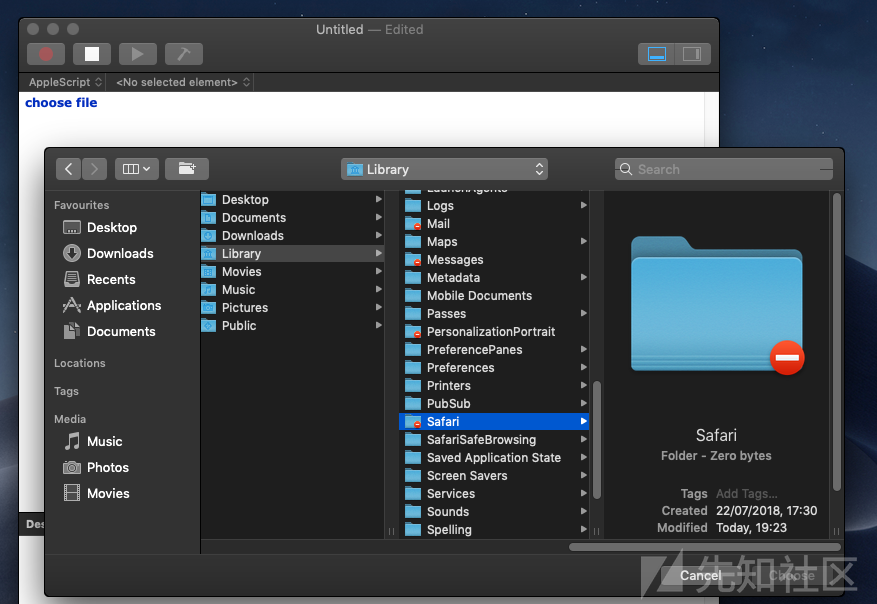 Untitled — Edited
AppleScript
<No selected element>
choose file
Library
Search
Favourites
Desktop
Downloads
Recents
Applications
Documents
Locations
Tags
Media
Music
Photos
Movies
Desktop
Documents
Downloads
Library
Movies
Music
Pictures
Public
LaunchAgents
Logs
Mail
Maps
Messages
Metadata
Mobile Documents
Passes
PersonalizationPortrait
PreferencePanes
Preferences
Printers
PubSub
Safari
SafariSafeBrowsing
Saved Application State
Screen Savers
Services
Sounds
Spelling
Safari
Folder - Zero bytes
Tags Add Tags...
Created 22/07/2018, 17:30
Modified Today, 19:23
Des
Cancel
Choose
先知社区